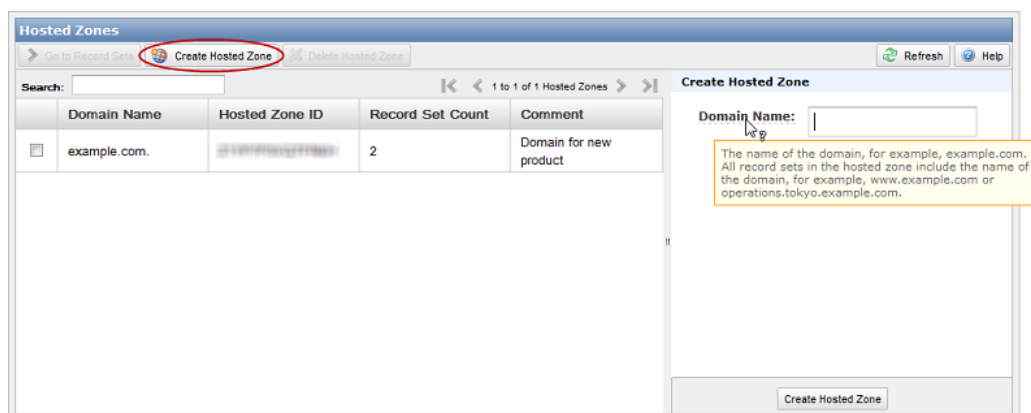 Hosted Zones
Go to Record Sets Create Hosted Zone Delete Hosted Zone Refresh Help
Search: 1 to 1 of 1 Hosted Zones
Create Hosted Zone
Domain Name Hosted Zone ID Record Set Count Comment
example.com. 2 Domain for new
product
Domain Name:
The name of the domain, for example, example.com.
All record sets in the hosted zone include the name of
the domain, for example, www.example.com or
operations.tokyo.example.com.
Create Hosted Zone